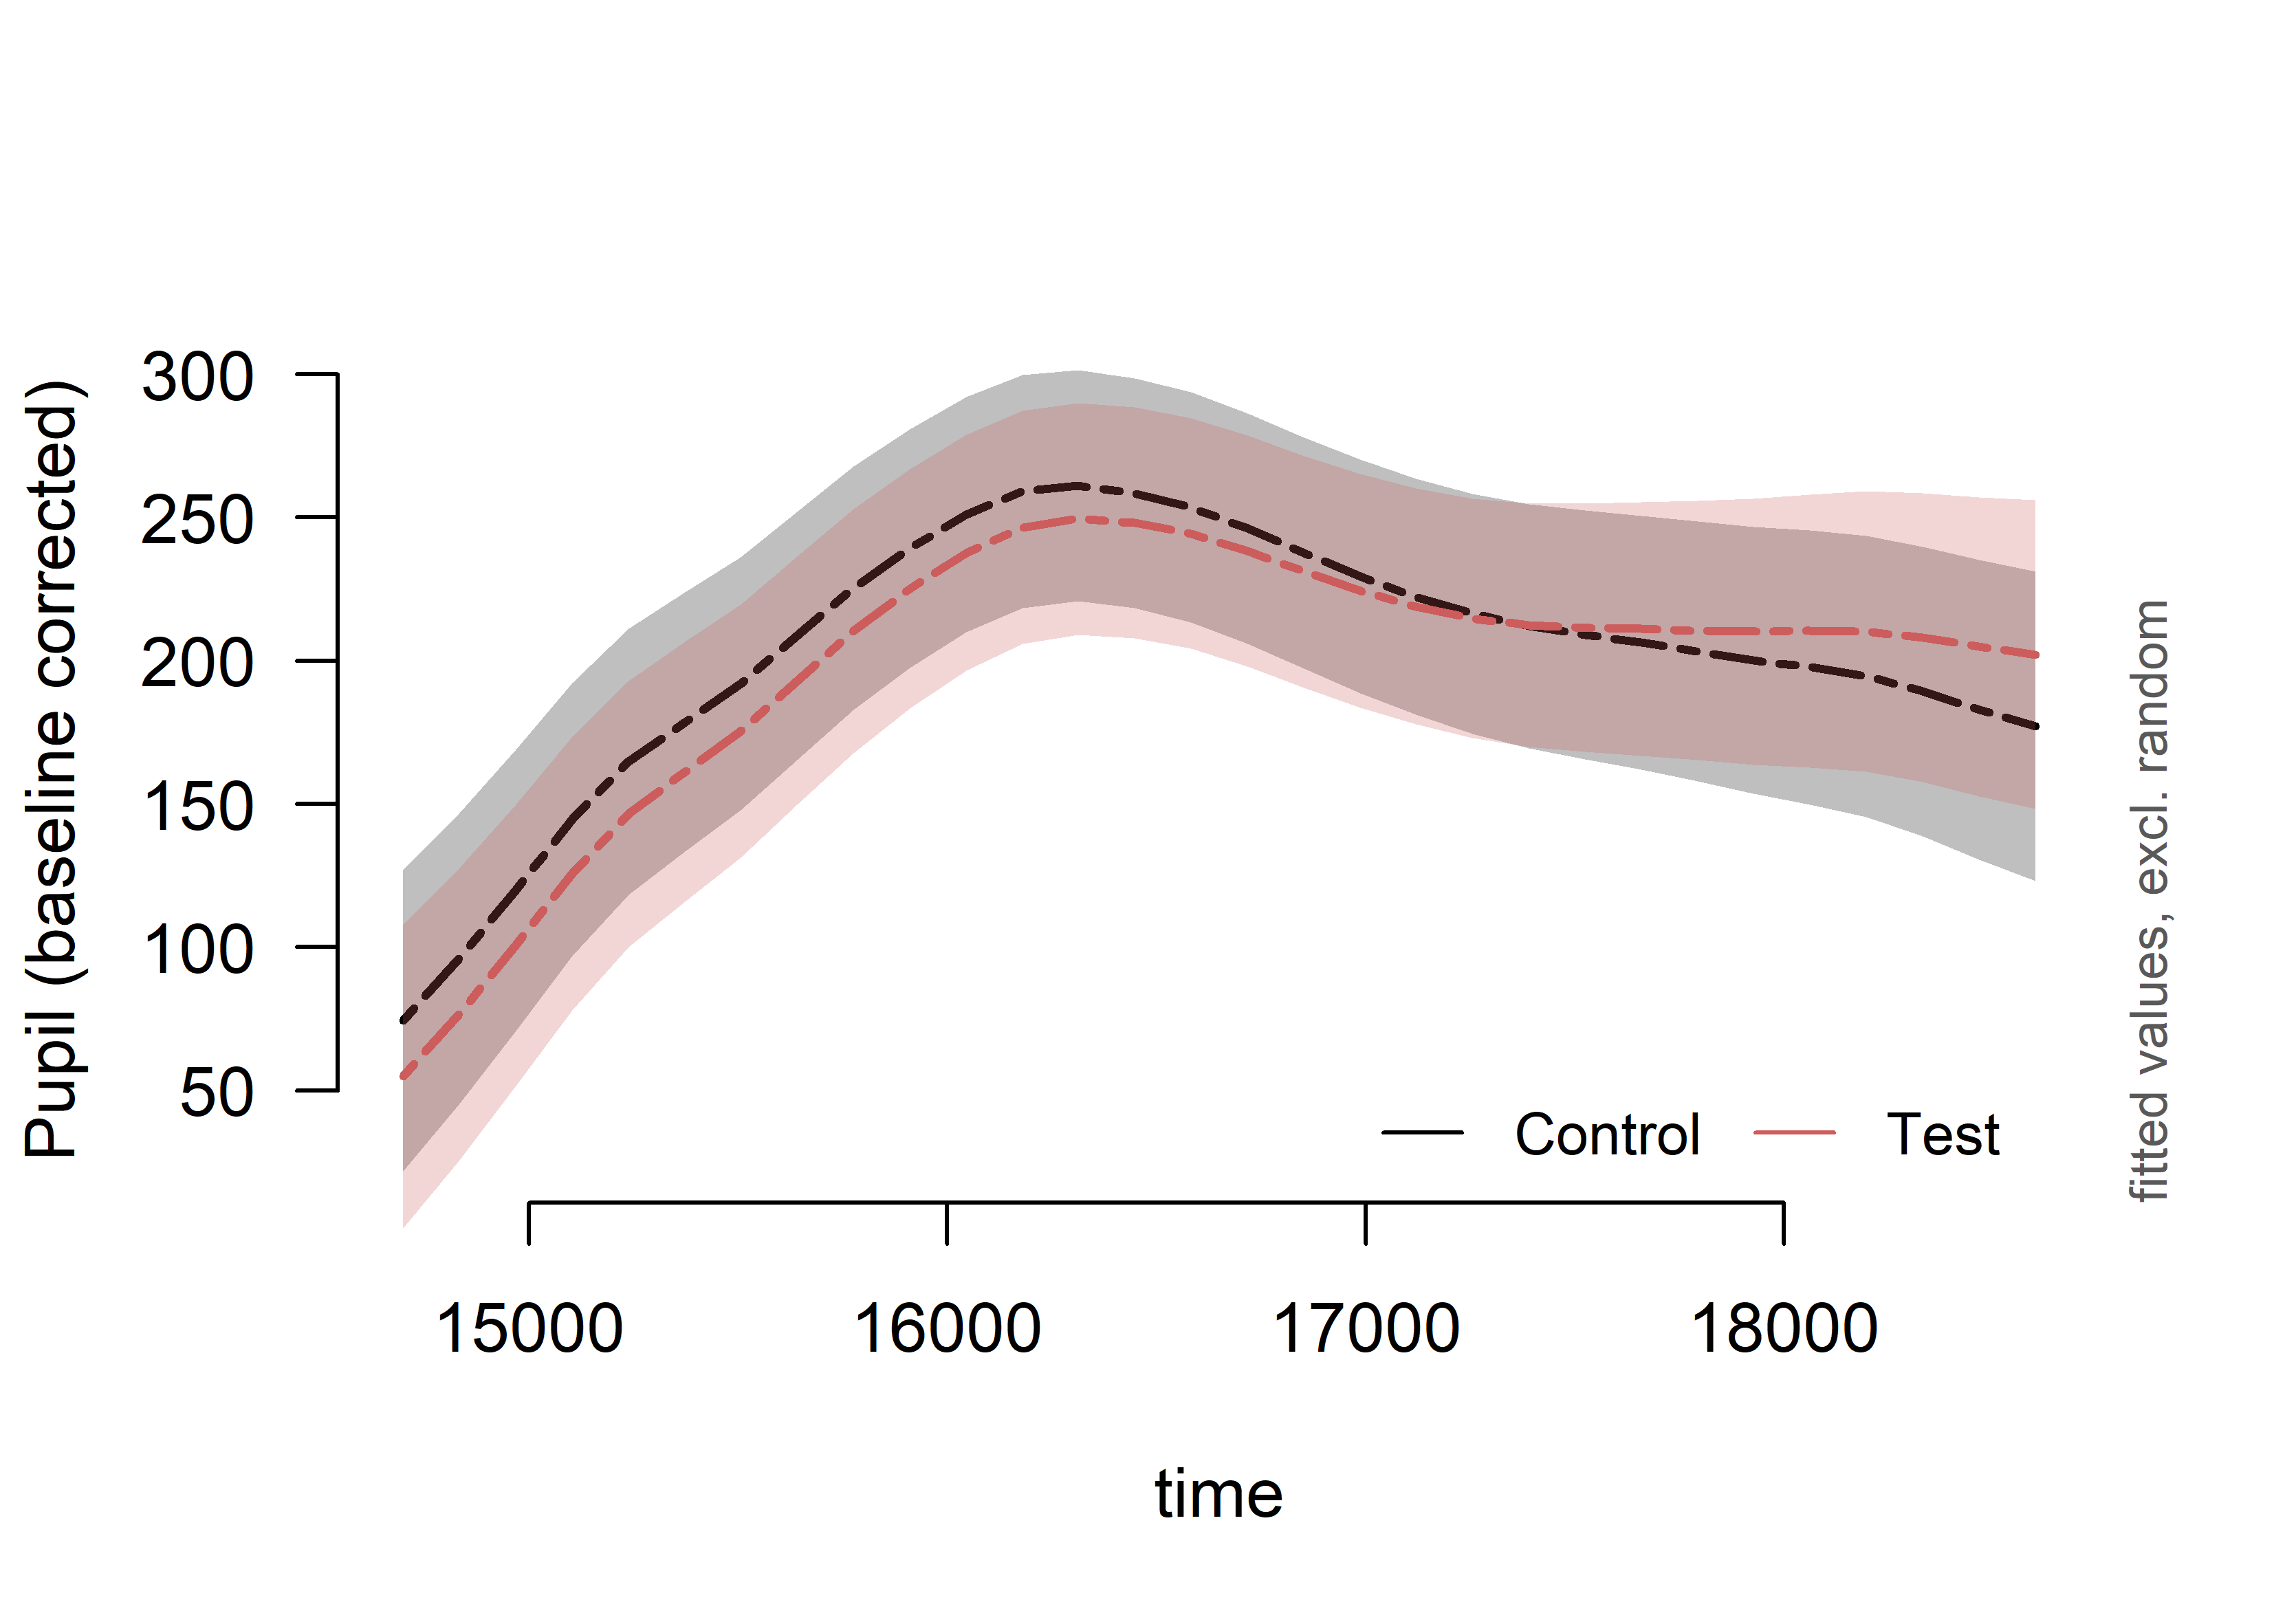 Pupil (baseline corrected)
300
250
200
150
100
50
Control
Test
15000
16000
17000
18000
time
fitted values, excl. random